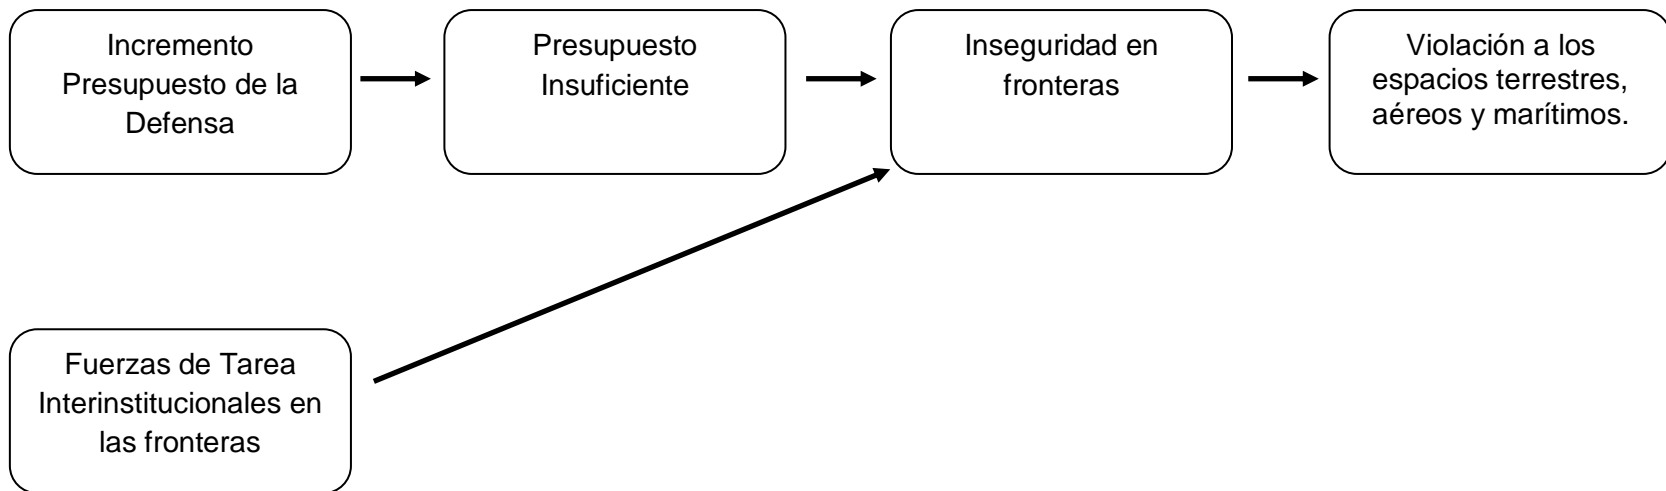 Incremento
Presupuesto de la
Defensa
Presupuesto
Insuficiente
Inseguridad en
fronteras
Violación a los
espacios terrestres,
aéreos y marítimos.
Fuerzas de Tarea
Interinstitucionales en
las fronteras